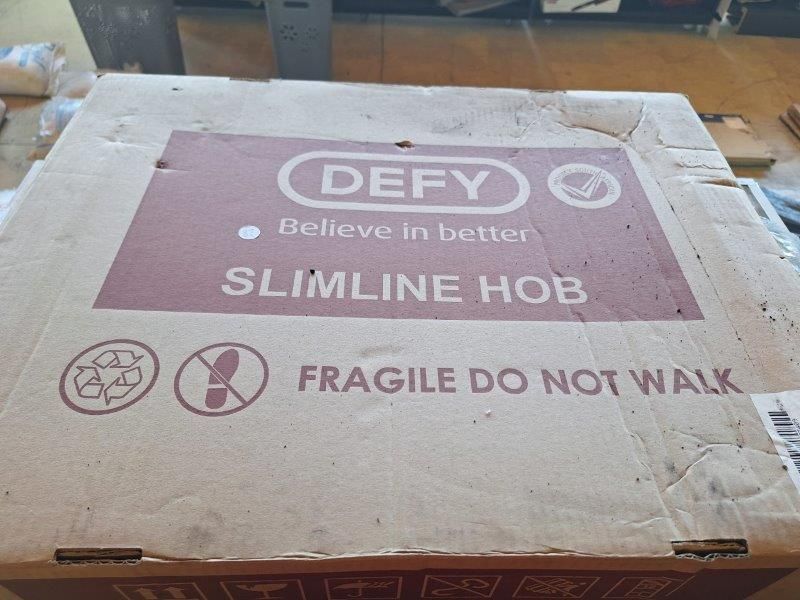 DEFY
Believe in better
SLIMLINE HOB
FRAGILE DO NOT WALK